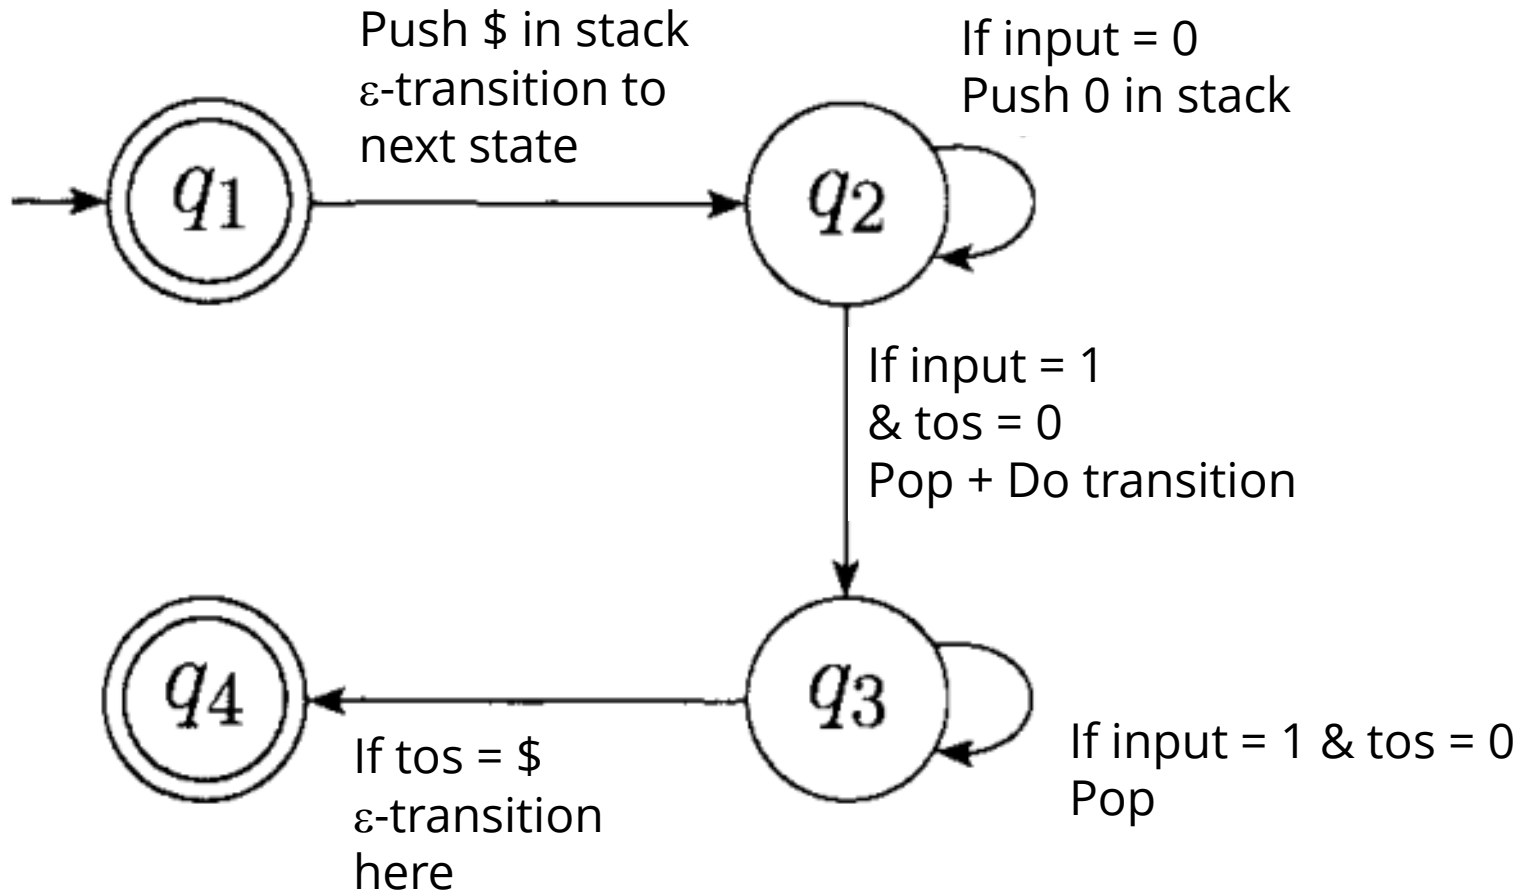 Push $ in stack
ε-transition to
next state
If input = 0
Push 0 in stack
q1
q2
If input = 1
& tos = 0
Pop + Do transition
q4
q3
If tos = $
ε-transition
here
If input = 1 & tos = 0
Pop